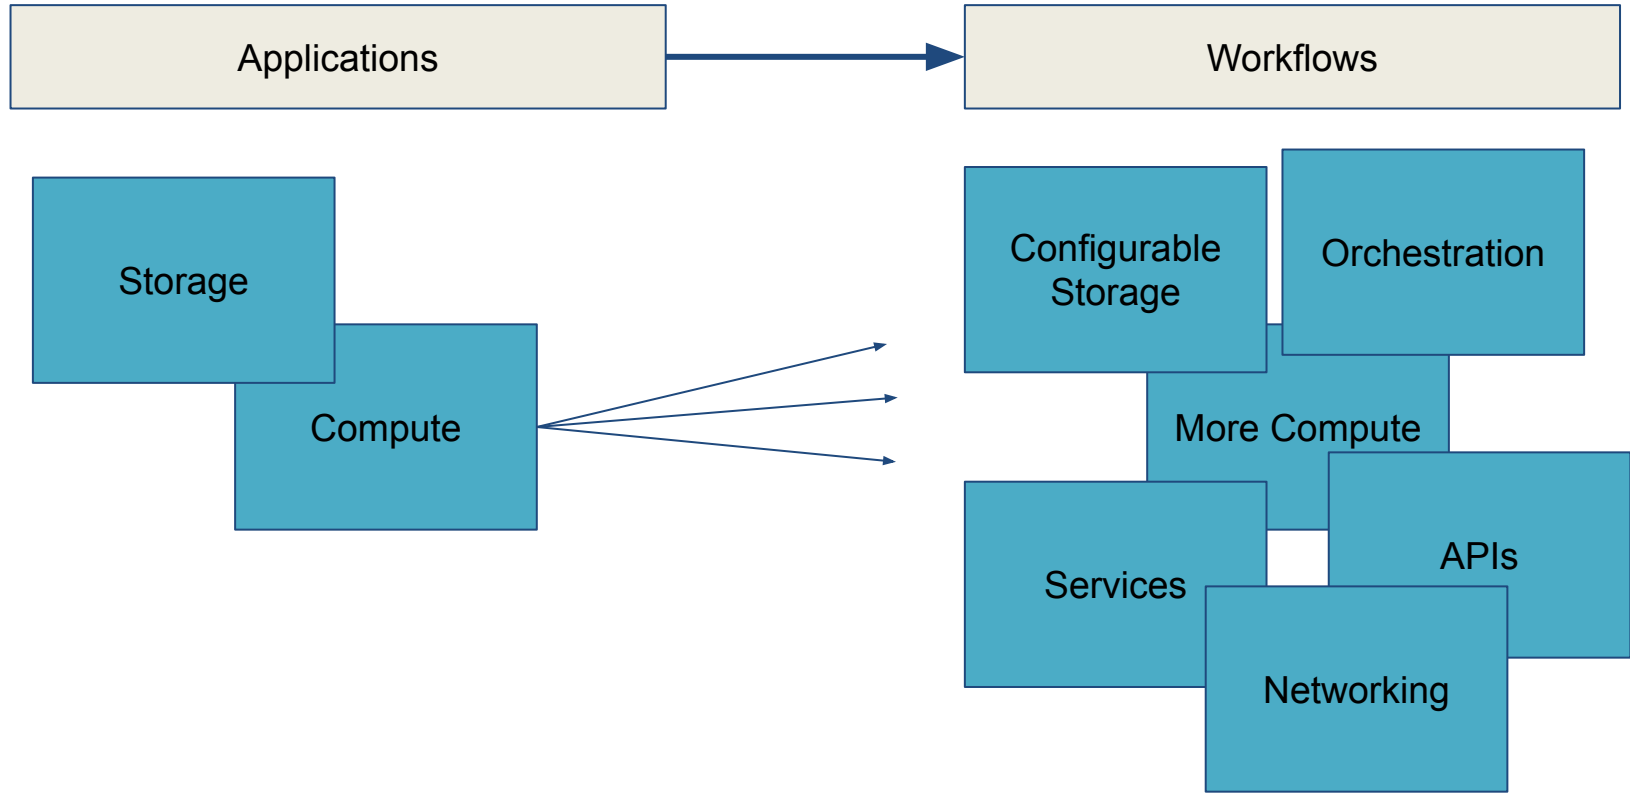 Applications
Workflows
Storage
Compute
Configurable
Storage
Orchestration
More Compute
Services
APIs
Networking